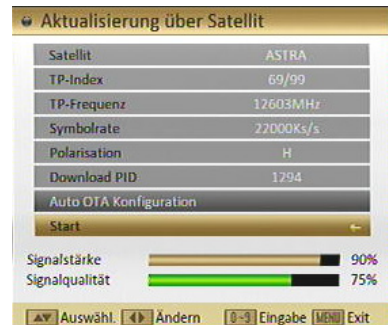 Aktualisierung über Satellit
Satellit ASTRA
TP-Index 69/99
TP-Frequenz 12603MHz
Symbolrate 22000Ks/s
Polarisation H
Download PID 1294
Auto OTA Konfiguration
Start
Signalstärke 90%
Signalqualität 75%
Auswähl. Ändern 0~9 Eingabe MENU Exit